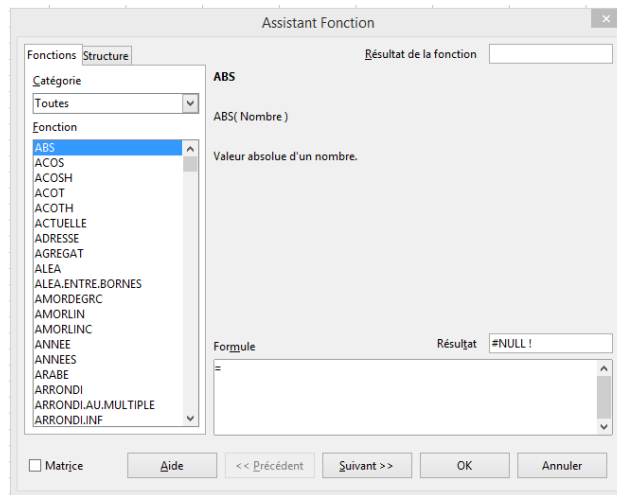 Assistant Fonction
Fonctions Structure
Résultat de la fonction
Catégorie
ABS
Toutes
ABS( Nombre )
Fonction
Valeur absolue d'un nombre.
ABS
ACOS
ACOSH
ACOT
ACOTH
ACTUELLE
ADRESSE
AGREGAT
ALEA
ALEA.ENTRE.BORNES
AMORDEGRC
AMORLIN
AMORLINC
ANNEE
ANNEES
ARABE
ARRONDI
ARRONDI.AU.MULTIPLE
ARRONDI.INF
Formule
Résultat #NULL !
=
Matrice
Aide
<< Précédent
Suivant >>
OK
Annuler